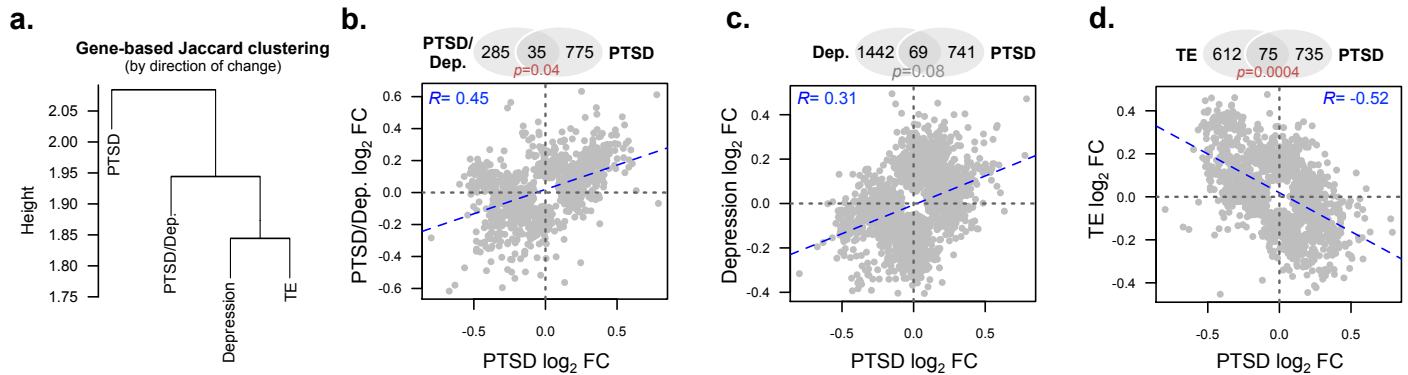 a.
Gene-based Jaccard clustering
(by direction of change)
Height
2.05
2.00
1.95
1.90
1.85
1.80
1.75
PTSD
PTSD/Dep.
Depression
TE
b.
PTSD/
Dep.
285 35 775 PTSD
p=0.04
R= 0.45
PTSD/Dep. log2 FC
0.6
0.4
0.2
0.0
-0.2
-0.4
-0.6
-0.5 0.0 0.5
PTSD log2 FC
c.
Dep. 1442 69 741 PTSD
p=0.08
R= 0.31
Depression log2 FC
0.4
0.2
0.0
-0.2
-0.4
-0.5 0.0 0.5
PTSD log2 FC
d.
TE 612 75 735 PTSD
p=0.0004
R= -0.52
TE log2 FC
0.4
0.2
0.0
-0.2
-0.4
-0.5 0.0 0.5
PTSD log2 FC